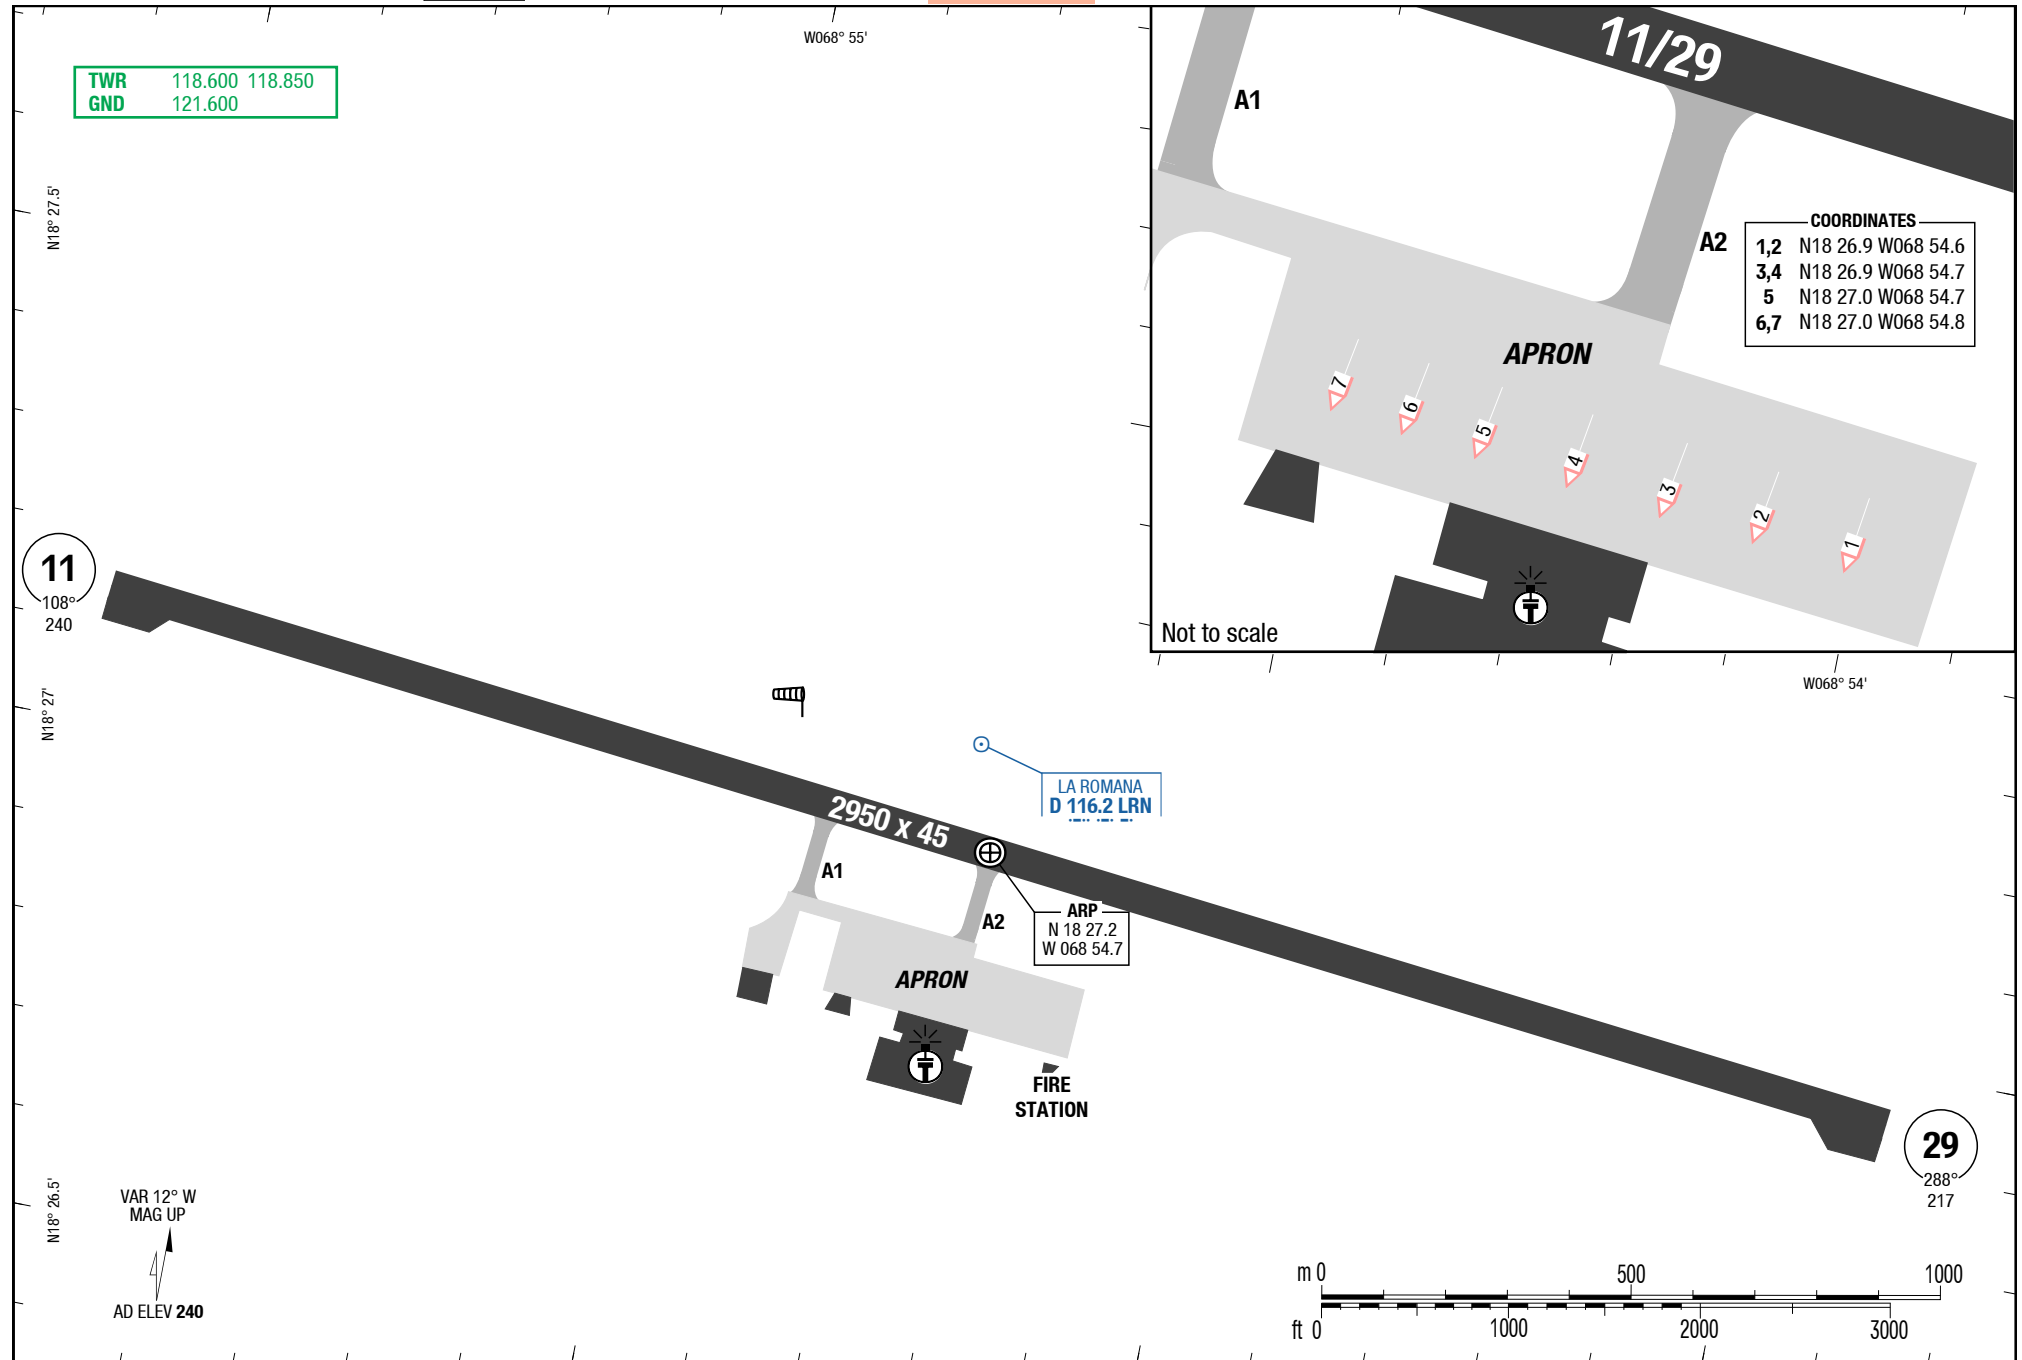 W068° 55'
TWR 118.600 118.850
GND 121.600
N18° 27.5'
11
108°
240
N18° 27'
2950 x 45
LA ROMANA
D 116.2 LRN
A1
A2
ARP
N 18 27.2
W 068 54.7
APRON
FIRE
STATION
29
288°
217
N18° 26.5'
VAR 12° W
MAG UP
AD ELEV 240
m 0 500 1000
ft 0 1000 2000 3000
11/29
A1
A2
COORDINATES
1,2 N18 26.9 W068 54.6
3,4 N18 26.9 W068 54.7
5 N18 27.0 W068 54.7
6,7 N18 27.0 W068 54.8
APRON
7
6
5
4
3
2
1
Not to scale
W068° 54'